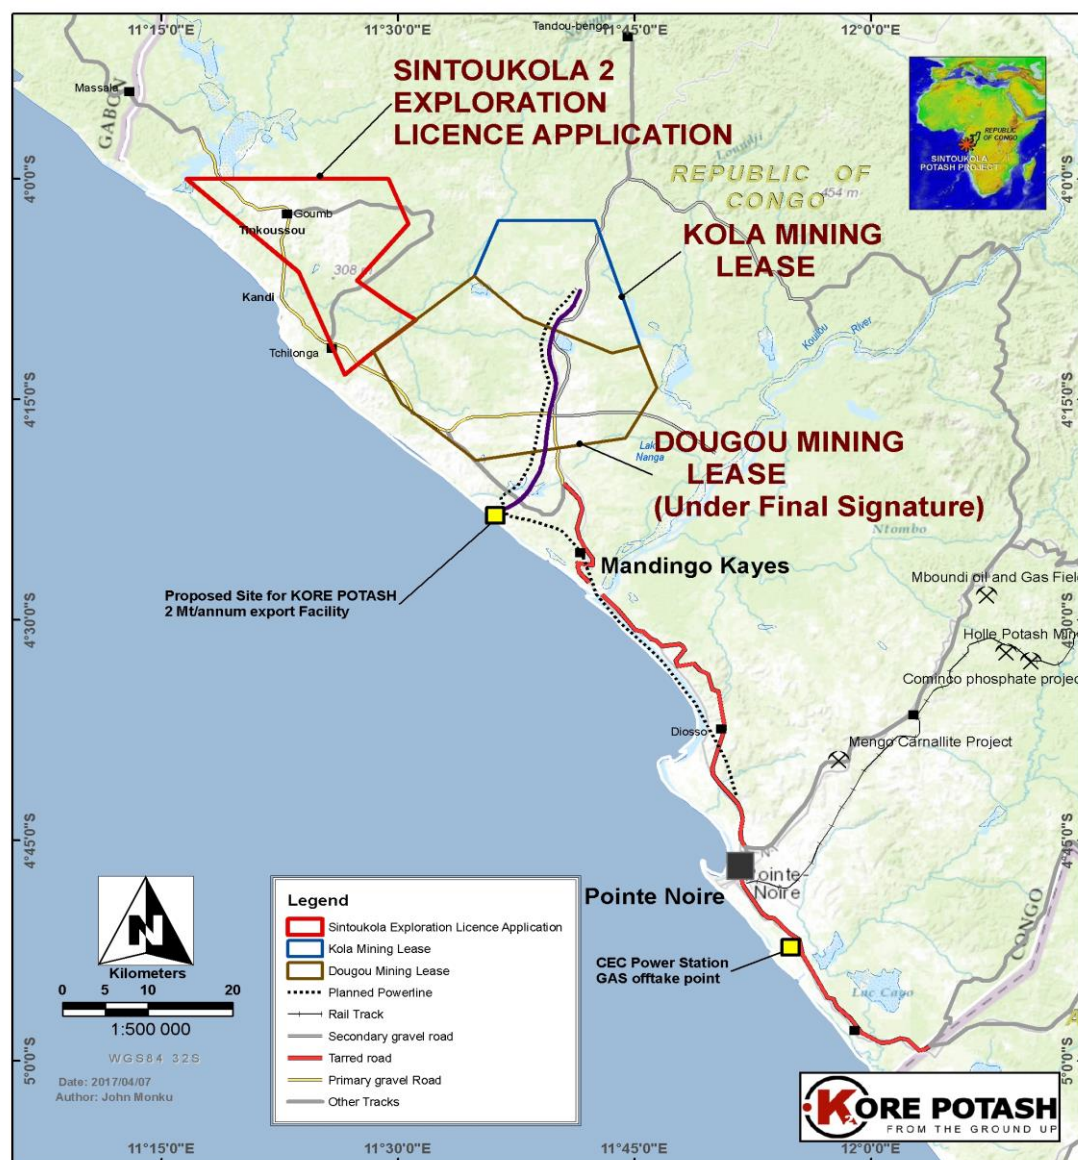 11°15'0"E
11°30'0"E
11°45'0"E
12°0'0"E
Tandou-bengo
Massala
GABON
SINTOUKOLA 2
EXPLORATION
LICENCE APPLICATION
REPUBLIC OF
CONGO
454 m
REPUBLIC
OF CONGO
SINTOUKOLA
POTASH PROJECT
4°0'0"S
4°0'0"S
Goumb
Tinkoussou
308 m
Kandi
Tchilonga
KOLA MINING
LEASE
Kouilou
River
4°15'0"S
4°15'0"S
Nanga
DOUGOU MINING
LEASE
(Under Final Signature)
Ntombo
Mandingo Kayes
Proposed Site for KORE POTASH
2 Mt/annum export Facility
Mboundi oil and Gas Field
4°30'0"S
Holle Potash Mine
Cominco phosphate project
Diosso
Mengo Carnallite Project
4°45'0"S
4°45'0"S
Pointe-
Noire
Pointe Noire
CONGO
CEC Power Station
GAS offtake point
5°0'0"S
5°0'0"S
N
Kilometers
0 5 10 20
1:500 000
WGS84 32S
Date: 2017/04/07
Author: John Monku
Legend
Sintoukola Exploration Licence Application
Kola Mining Lease
Dougou Mining Lease
Planned Powerline
Rail Track
Secondary gravel road
Tarred road
Primary gravel Road
Other Tracks
KORE POTASH
FROM THE GROUND UP
11°15'0"E
11°30'0"E
11°45'0"E
12°0'0"E